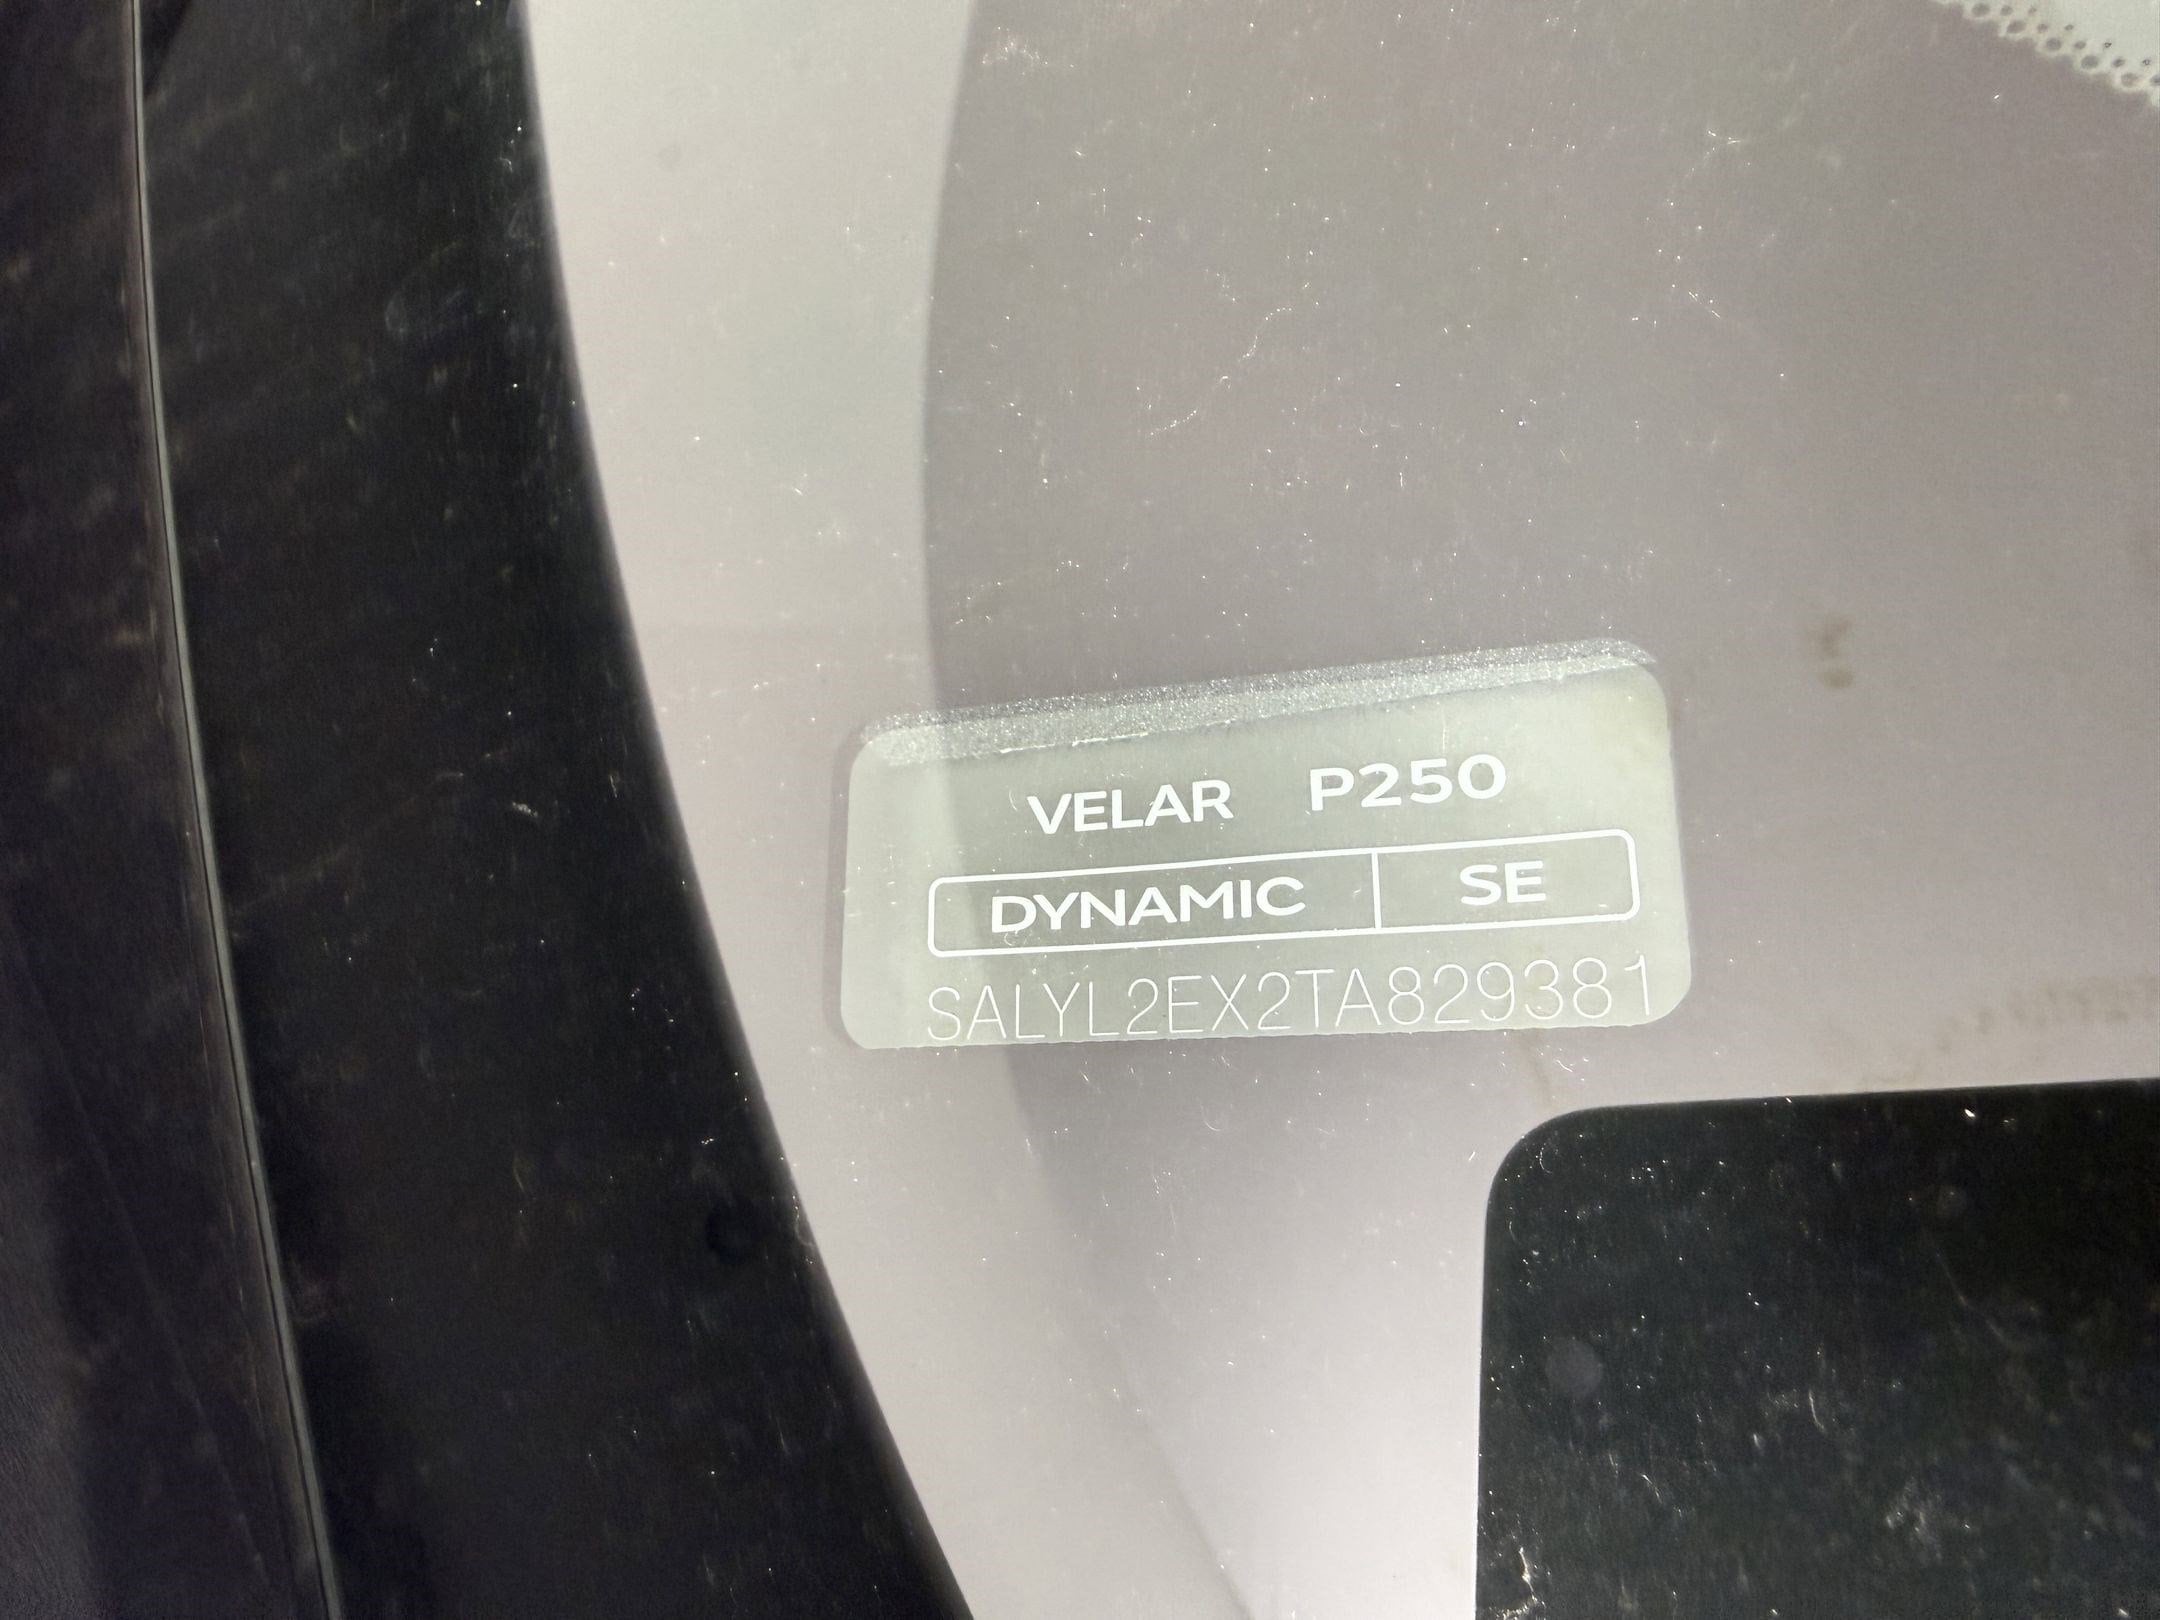 VELAR P250
DYNAMIC SE
SALYL2EX2TA829381